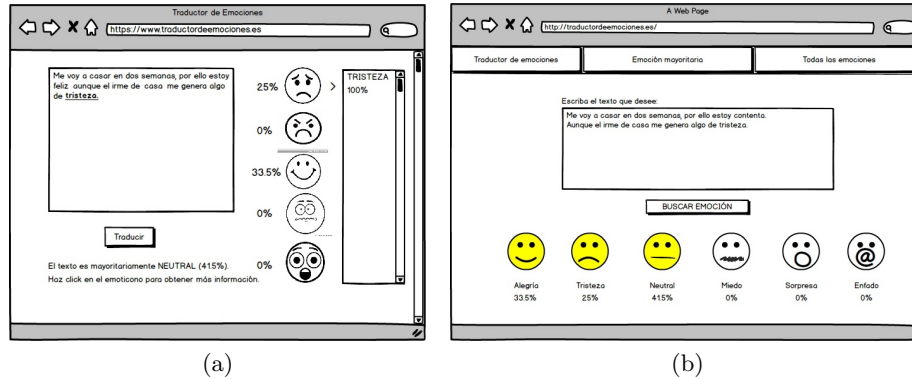 Traductor de Emociones
https://www.traductordeemociones.es
Me voy a casar en dos semanas, por ello estoy
feliz aunque el irme de casa me genera algo
de tristeza.
25%
TRISTEZA
100%
0%
33.5%
0%
0%
Traducir
El texto es mayoritariamente NEUTRAL (41.5%).
Haz click en el emoticono para obtener más información.
(a)
A Web Page
http://traductordeemociones.es/
Traductor de emociones
Emoción mayoritaria
Todas las emociones
Escriba el texto que desee:
Me voy a casar en dos semanas, por ello estoy contenta.
Aunque el irme de casa me genera algo de tristeza.
BUSCAR EMOCIÓN
Alegría Tristeza Neutral Miedo Sorpresa Enfado
33.5% 25% 41.5% 0% 0% 0%
(b)